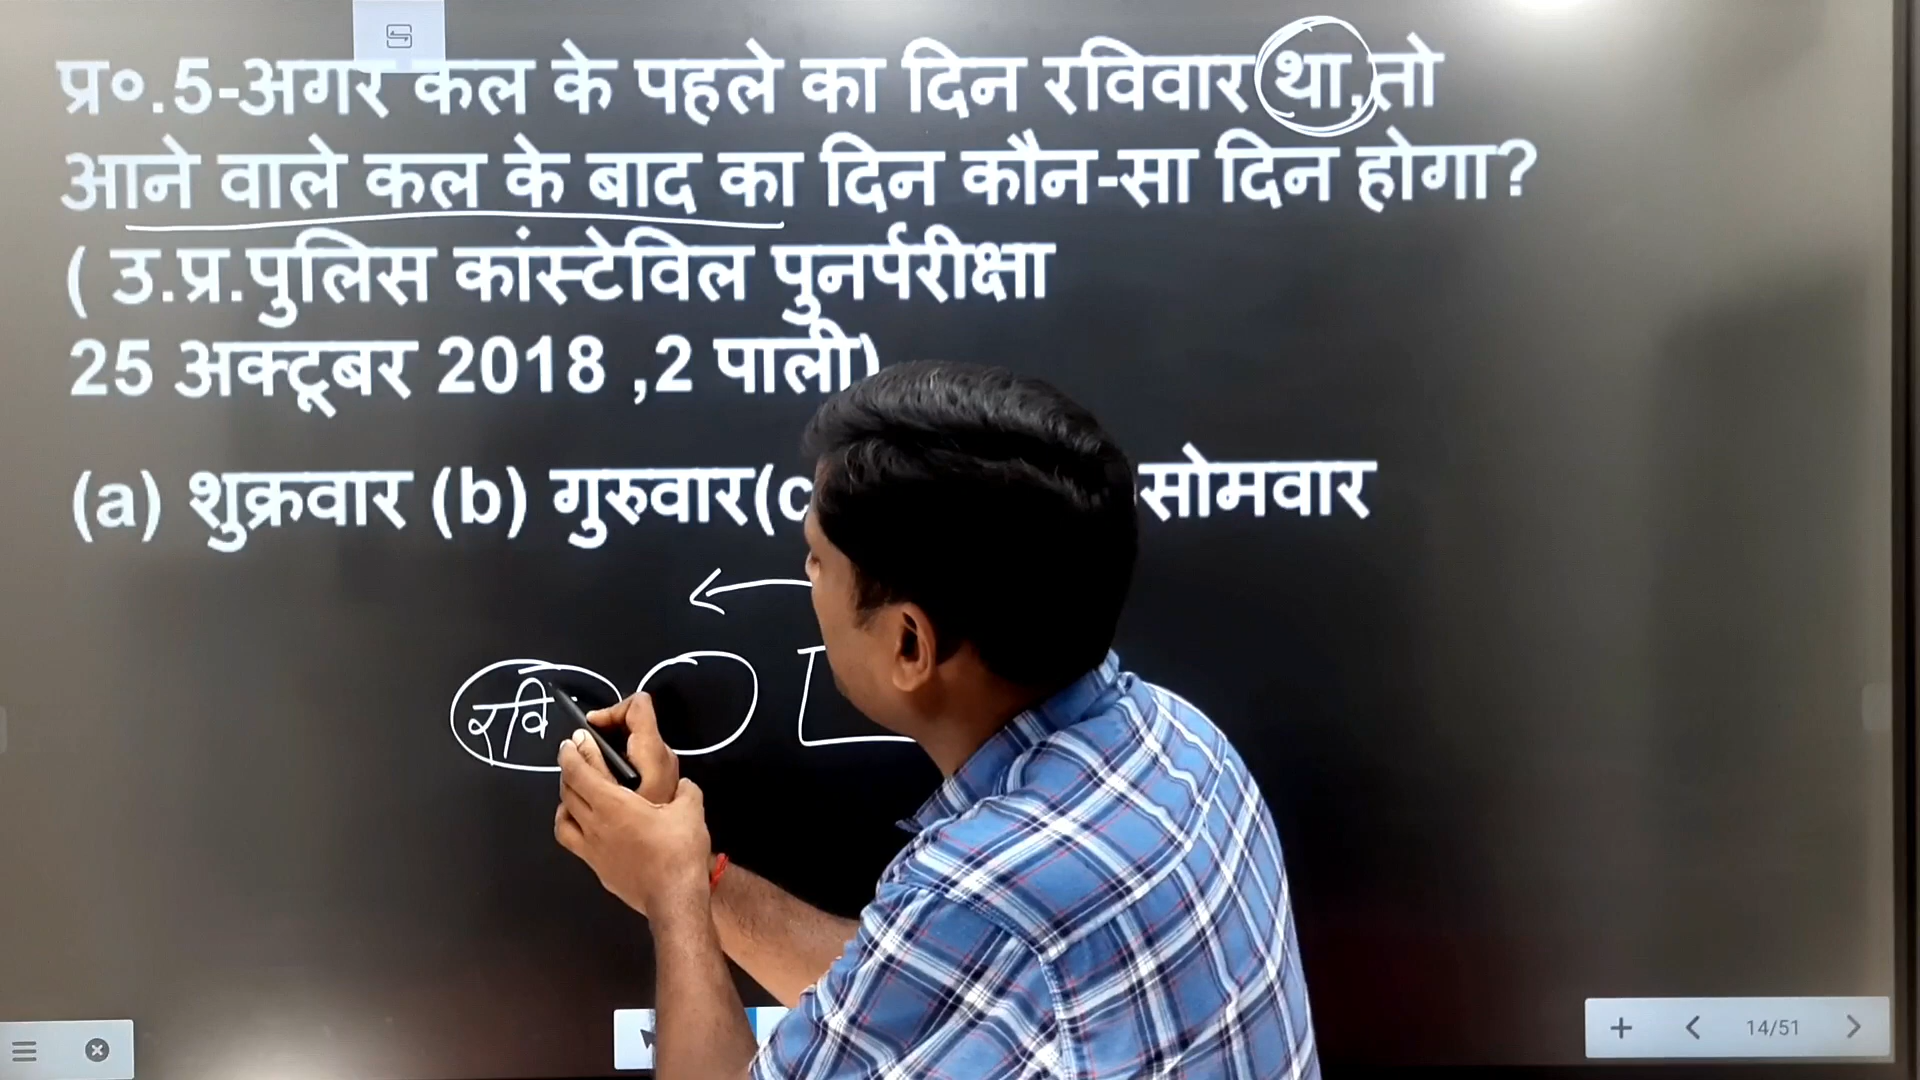 प्र०.5-अगर कल के पहले का दिन रविवार था,तो
आने वाले कल के बाद का दिन कौन-सा दिन होगा?
( उ.प्र.पुलिस कांस्टेविल पुनर्परीक्षा
25 अक्टूबर 2018 ,2 पाली)
(a) शुक्रवार (b) गुरुवार(c सोमवार
रवि
14/51